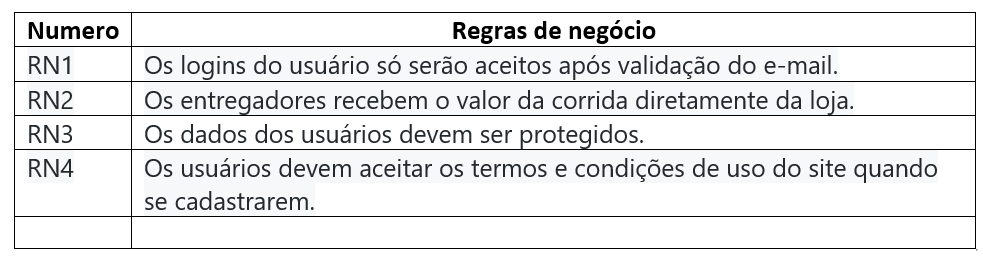 Numero Regras de negócio
RN1 Os logins do usuário só serão aceitos após validação do e-mail.
RN2 Os entregadores recebem o valor da corrida diretamente da loja.
RN3 Os dados dos usuários devem ser protegidos.
RN4 Os usuários devem aceitar os termos e condições de uso do site quando
se cadastrarem.